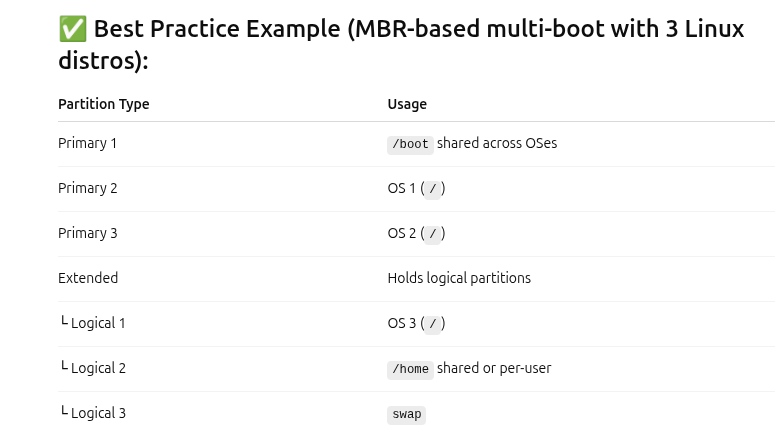 ✅ Best Practice Example (MBR-based multi-boot with 3 Linux
distros):
Partition Type Usage
Primary 1 /boot shared across OSes
Primary 2 OS 1 ( / )
Primary 3 OS 2 ( / )
Extended Holds logical partitions
└ Logical 1 OS 3 ( / )
└ Logical 2 /home shared or per-user
└ Logical 3 swap